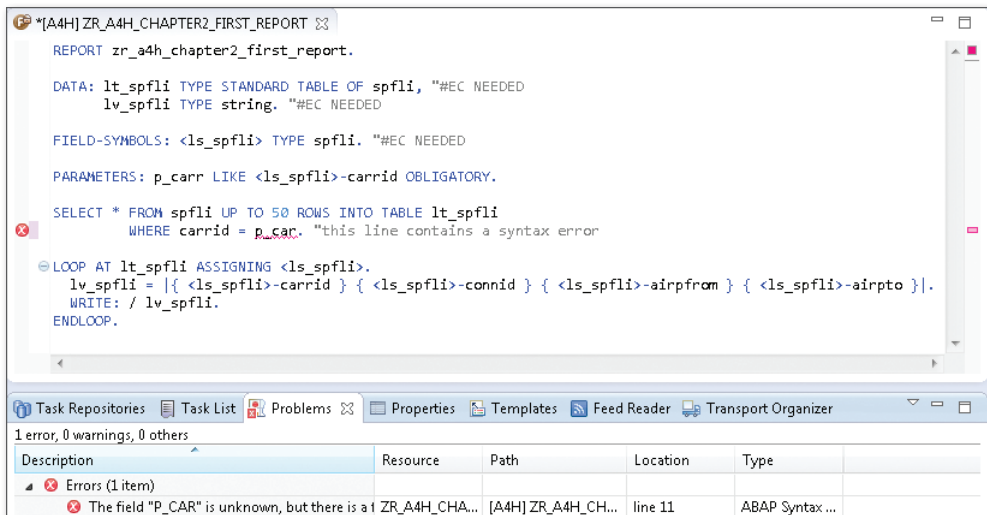 *[A4H] ZR_A4H_CHAPTER2_FIRST_REPORT
REPORT zr_a4h_chapter2_first_report.
DATA: lt_spfli TYPE STANDARD TABLE OF spfli, "#EC NEEDED
lv_spfli TYPE string. "#EC NEEDED
FIELD-SYMBOLS: <ls_spfli> TYPE spfli. "#EC NEEDED
PARAMETERS: p_carr LIKE <ls_spfli>-carrid OBLIGATORY.
SELECT * FROM spfli UP TO 50 ROWS INTO TABLE lt_spfli
WHERE carrid = p_car. "this line contains a syntax error
LOOP AT lt_spfli ASSIGNING <ls_spfli>.
lv_spfli = |{ <ls_spfli>-carrid } { <ls_spfli>-connid } { <ls_spfli>-airpfrom } { <ls_spfli>-airpto }|.
WRITE: / lv_spfli.
ENDLOOP.
Task Repositories Task List Problems Properties Templates Feed Reader Transport Organizer
1 error, 0 warnings, 0 others
Description Resource Path Location Type
Errors (1 item)
The field "P_CAR" is unknown, but there is a f ZR_A4H_CHA... [A4H] ZR_A4H_CH... line 11 ABAP Syntax ...